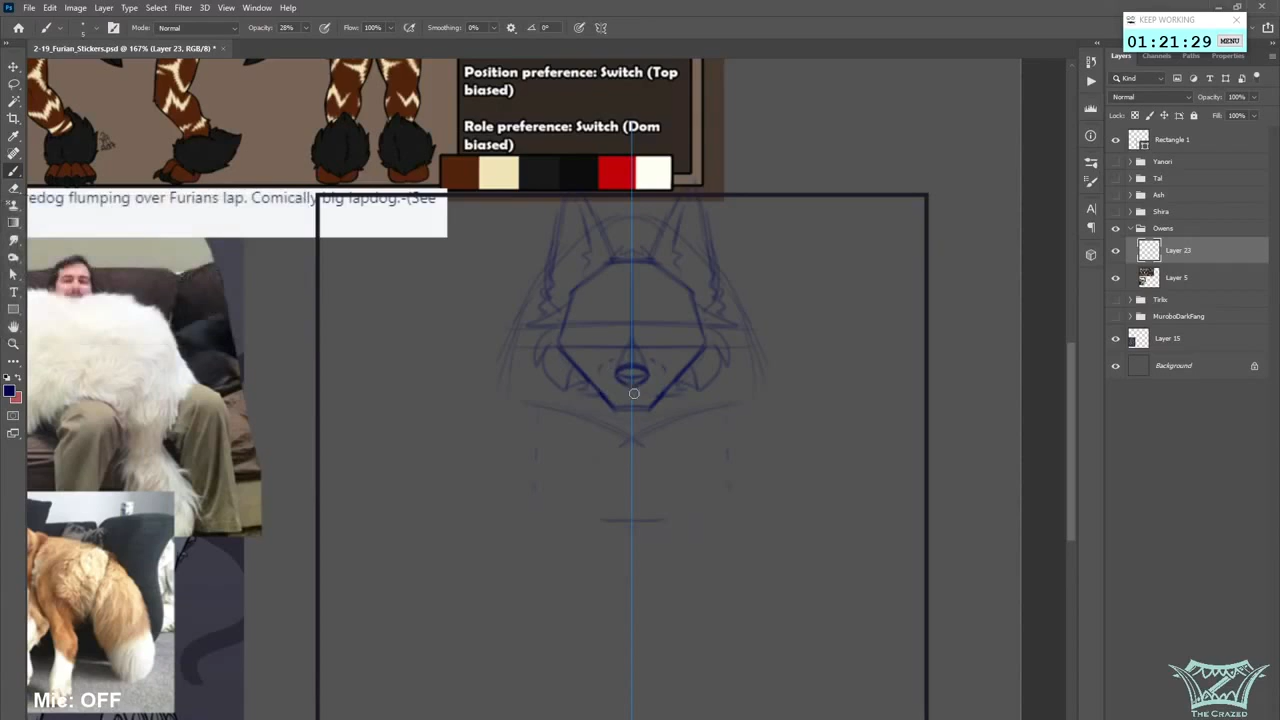 File Edit Image Layer Type Select Filter 3D View Window Help
KEEP WORKING
01:21:29 MENU
5 Mode: Normal Opacity: 28% Flow: 100% Smoothing: 0% 0°
2-19_Furian_Stickers.psd @ 167% (Layer 23, RGB/8) *
Layers Channels Paths Properties
Kind
Normal Opacity: 100%
Lock: Fill: 100%
Rectangle 1
Yanori
Tal
Ash
Shira
Owens
Layer 23
Layer 5
Tirlix
MuroboDarkFang
Layer 15
Background
Position preference: Switch (Top
biased)
Role preference: Switch (Dom
biased)
edog flumping over Furians lap. Comically big lapdog.-(See
Mic: OFF
THE CRAZED